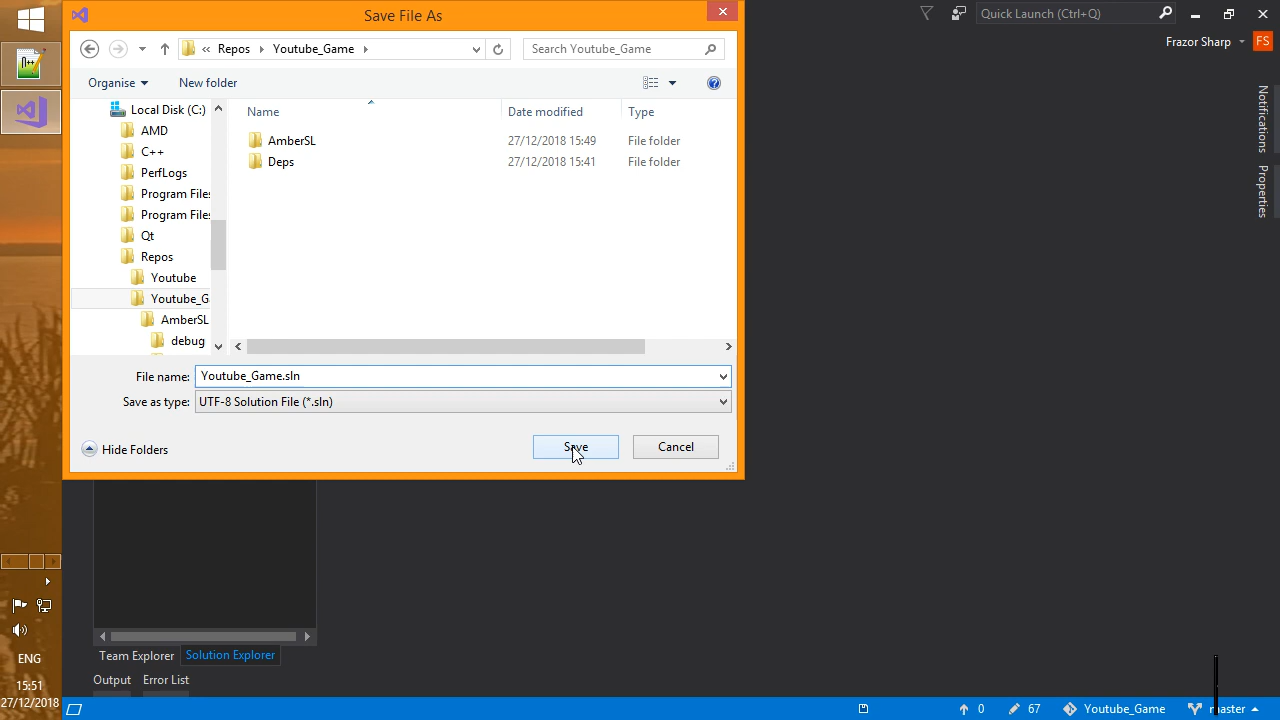 Save File As
Quick Launch (Ctrl+Q)
Frazor Sharp
FS
« Repos Youtube_Game
Search Youtube_Game
Organise
New folder
Name
Date modified
Type
Local Disk (C:)
AMD
C++
PerfLogs
Program Files
Program Files
Qt
Repos
Youtube
Youtube_G
AmberSL
debug
AmberSL 27/12/2018 15:49 File folder
Deps 27/12/2018 15:41 File folder
Notifications
Properties
File name: Youtube_Game.sln
Save as type: UTF-8 Solution File (*.sln)
Hide Folders
Save
Cancel
Team Explorer
Solution Explorer
Output
Error List
ENG
15:51
27/12/2018
0
67
Youtube_Game
master